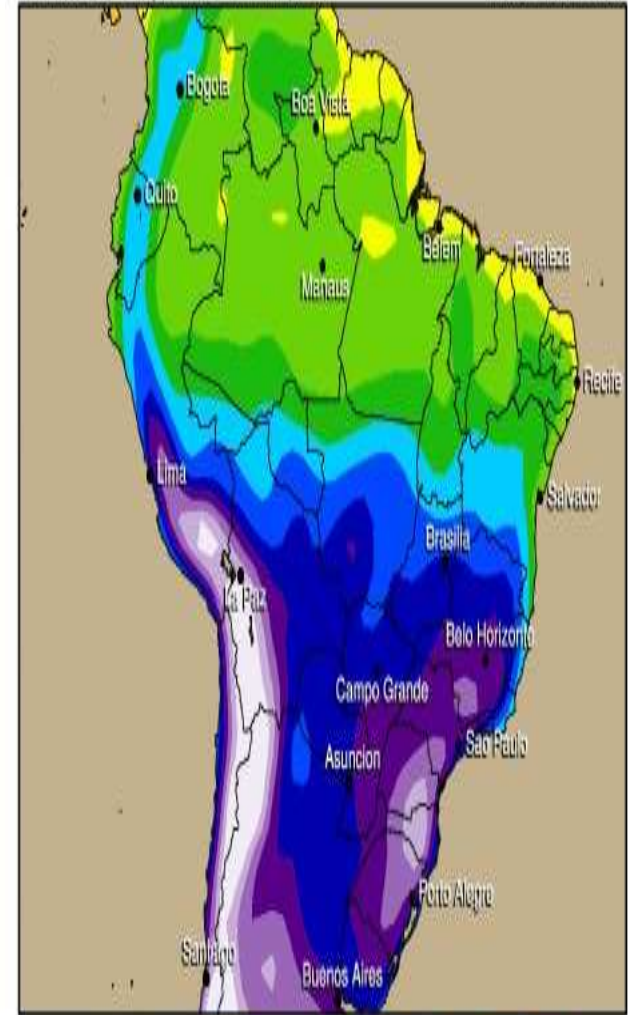 Bogota
Boa Vista
Quito
Belem
Fortaleza
Manaus
Recife
Lima
Salvador
Brasilia
La Paz
Belo Horizonte
Campo Grande
Sao Paulo
Asuncion
Porto Alegre
Santiago
Buenos Aires